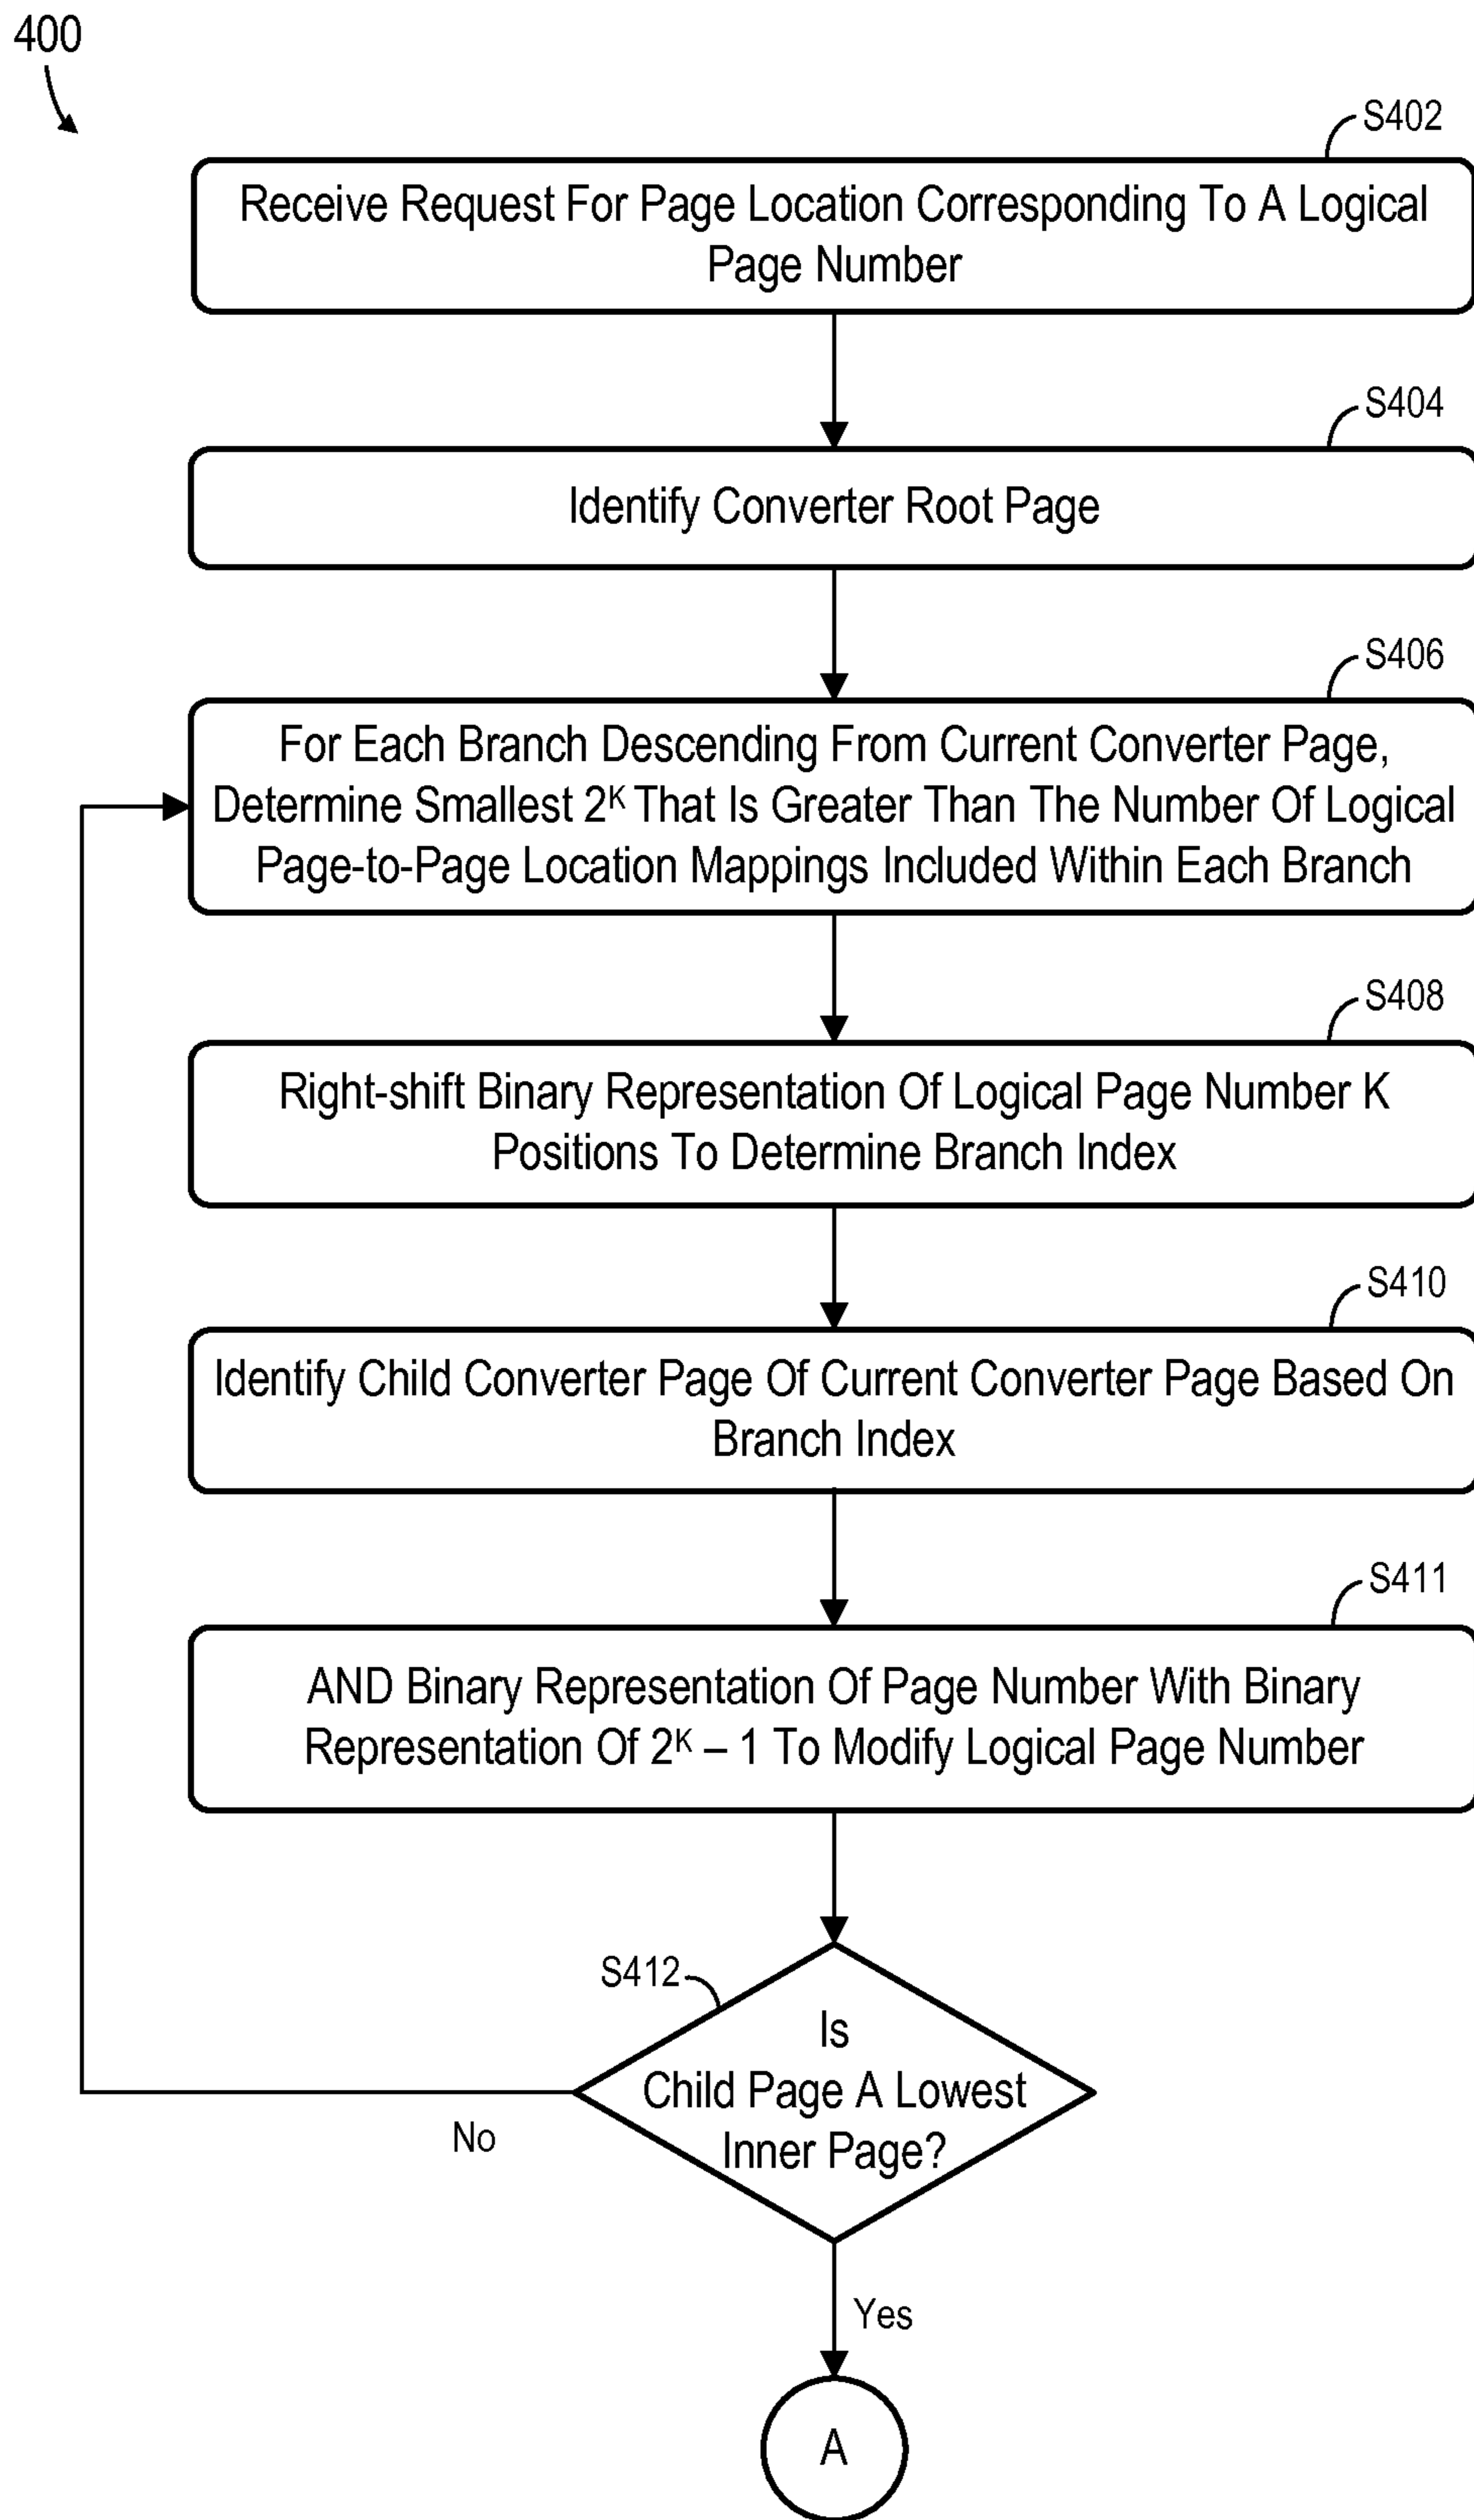 400
S402
Receive Request For Page Location Corresponding To A Logical
Page Number
S404
Identify Converter Root Page
S406
For Each Branch Descending From Current Converter Page,
Determine Smallest 2ᴷ That Is Greater Than The Number Of Logical
Page-to-Page Location Mappings Included Within Each Branch
S408
Right-shift Binary Representation Of Logical Page Number K
Positions To Determine Branch Index
S410
Identify Child Converter Page Of Current Converter Page Based On
Branch Index
S411
AND Binary Representation Of Page Number With Binary
Representation Of 2ᴷ – 1 To Modify Logical Page Number
S412
Is
Child Page A Lowest
Inner Page?
No
Yes
A